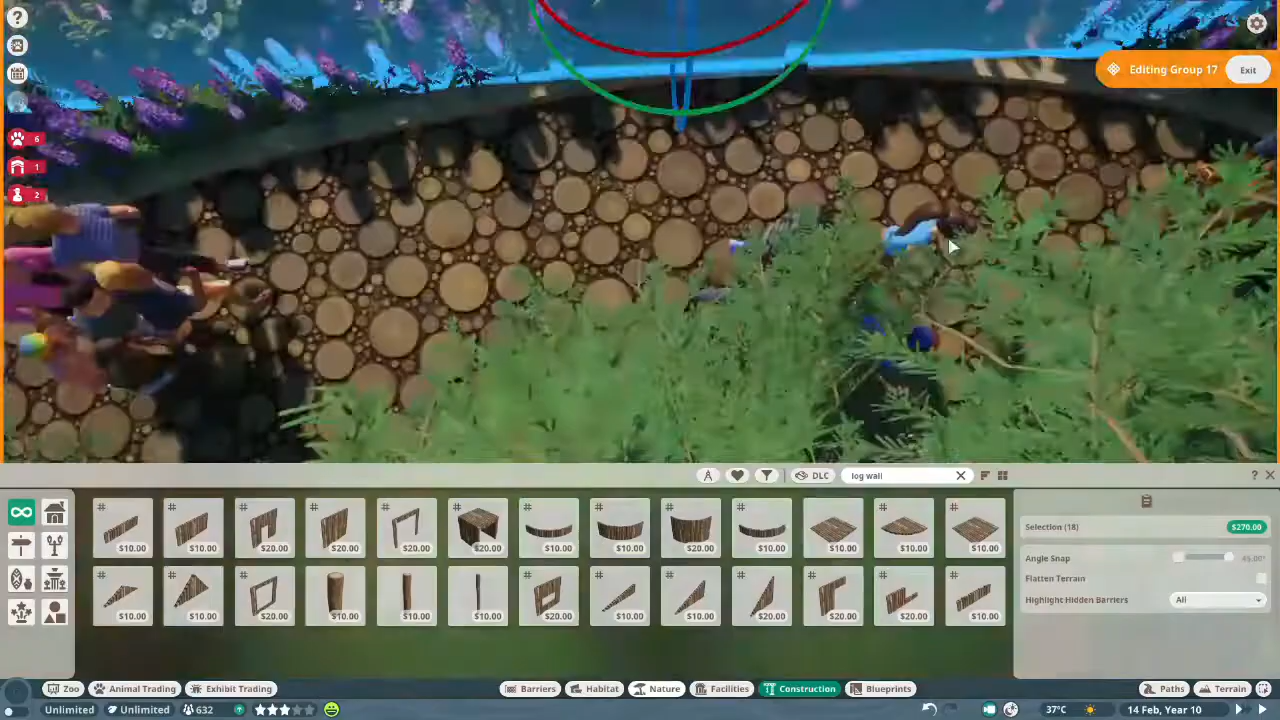 ?
Editing Group 17 Exit
6
1
2
A DLC log wall
? 
# $10.00 # $10.00 # $20.00 # $20.00 # $20.00 $20.00 # $10.00 # $10.00 # $20.00 # $10.00 # $10.00 # $10.00 # $10.00
# $10.00 # $10.00 # $20.00 # $10.00 # $10.00 # $10.00 # $20.00 # $10.00 # $10.00 # $20.00 # $20.00 # $20.00 # $10.00
Selection (18) $270.00
Angle Snap 45.00°
Flatten Terrain
Highlight Hidden Barriers All
Zoo Animal Trading Exhibit Trading Barriers Habitat Nature Facilities Construction Blueprints Paths Terrain
Unlimited Unlimited 632 37°C 14 Feb, Year 10